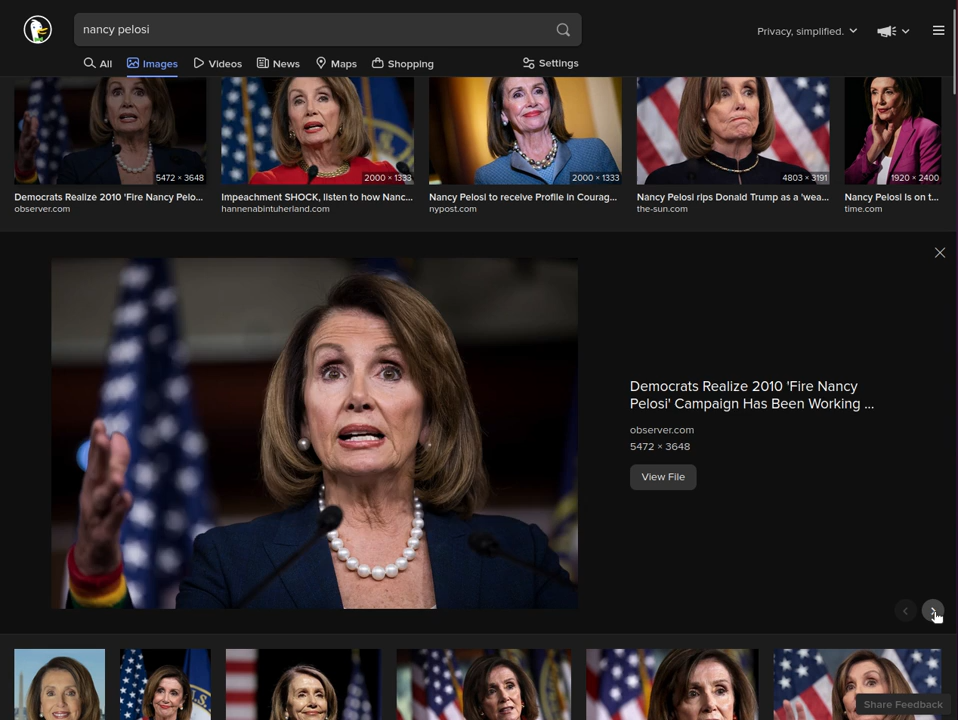 nancy pelosi
Privacy, simplified.
All
Images
Videos
News
Maps
Shopping
Settings
5472 × 3648
2000 × 1333
2000 × 1333
4803 × 3191
1920 × 2400
Democrats Realize 2010 'Fire Nancy Pelo...
observer.com
Impeachment SHOCK, listen to how Nanc...
hannenabintuherland.com
Nancy Pelosi to receive Profile in Courag...
nypost.com
Nancy Pelosi rips Donald Trump as a 'wea...
the-sun.com
Nancy Pelosi is on t...
time.com
Democrats Realize 2010 'Fire Nancy
Pelosi' Campaign Has Been Working ...
observer.com
5472 × 3648
View File
Share Feedback